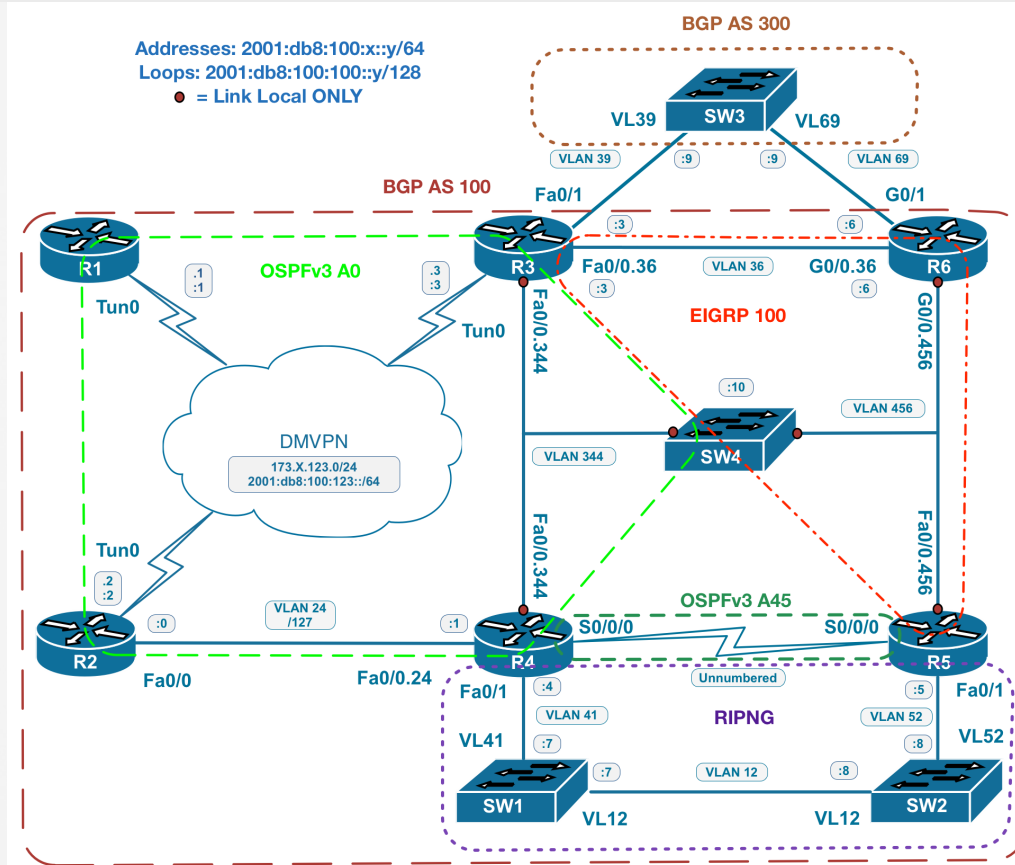 BGP AS 300
Addresses: 2001:db8:100:x::y/64
Loops: 2001:db8:100:100::y/128
= Link Local ONLY
SW3
VL39
VL69
VLAN 39
:9
:9
VLAN 69
BGP AS 100
Fa0/1
G0/1
R1
OSPFv3 A0
.1
:1
.3
:3
R3
:3
:6
R6
Fa0/0.36
VLAN 36
G0/0.36
:3
:6
Tun0
Tun0
Fa0/0.344
EIGRP 100
G0/0.456
:10
VLAN 456
DMVPN
173.X.123.0/24
2001:db8:100:123::/64
VLAN 344
SW4
Tun0
Fa0/0.344
Fa0/0.456
.2
:2
:0
VLAN 24
/127
:1
OSPFv3 A45
S0/0/0
S0/0/0
R2
R4
R5
Fa0/0
Fa0/0.24
Unnumbered
Fa0/1
:4
:5
Fa0/1
VLAN 41
RIPNG
VLAN 52
VL41
:7
:8
VL52
:7
VLAN 12
:8
SW1
VL12
VL12
SW2